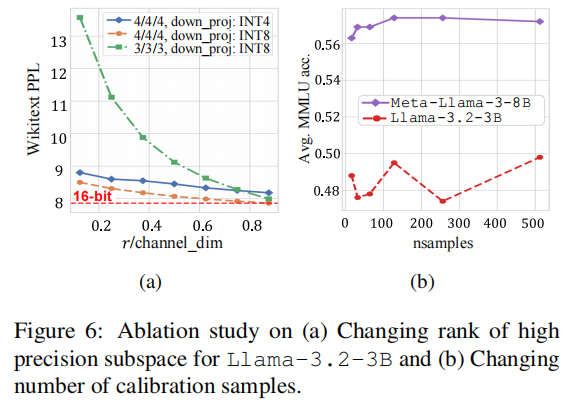 4/4/4, down_proj: INT4
4/4/4, down_proj: INT8
3/3/3, down_proj: INT8
Wikitext PPL
13
12
11
10
9
8
16-bit
0.2 0.4 0.6 0.8
r/channel_dim
(a)
Avg. MMLU acc.
0.56
0.54
0.52
0.50
0.48
Meta-Llama-3-8B
Llama-3.2-3B
0 100 200 300 400 500
nsamples
(b)
Figure 6: Ablation study on (a) Changing rank of high
precision subspace for Llama-3.2-3B and (b) Changing
number of calibration samples.